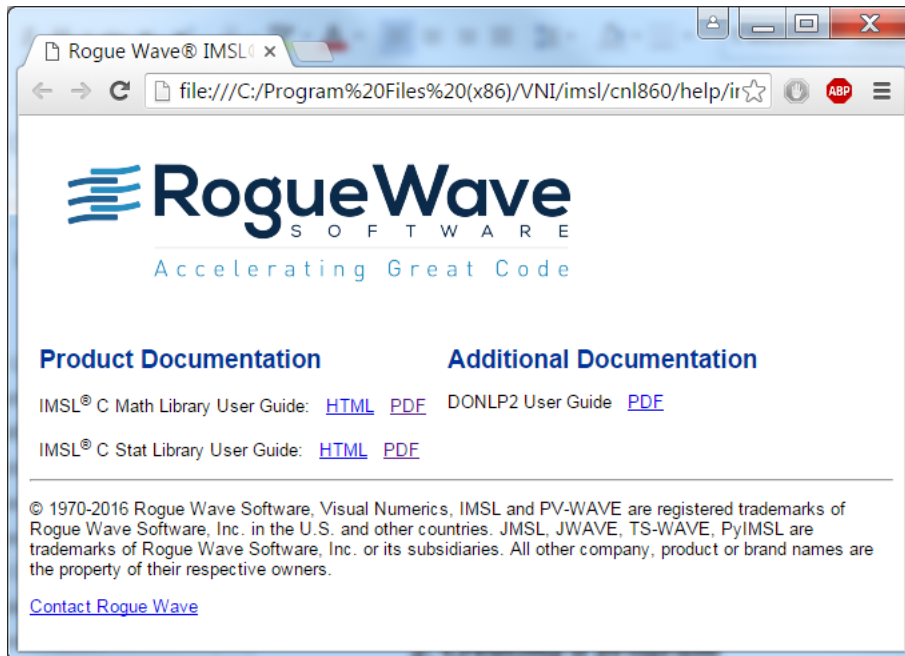 Rogue Wave® IMSL
file:///C:/Program%20Files%20(x86)/VNI/imsl/cnl860/help/
ABP
RogueWave
SOFTWARE
Accelerating Great Code
Product Documentation
IMSL® C Math Library User Guide: HTML PDF
IMSL® C Stat Library User Guide: HTML PDF
Additional Documentation
DONLP2 User Guide PDF
© 1970-2016 Rogue Wave Software, Visual Numerics, IMSL and PV-WAVE are registered trademarks of
Rogue Wave Software, Inc. in the U.S. and other countries. JMSL, JWAVE, TS-WAVE, PyIMSL are
trademarks of Rogue Wave Software, Inc. or its subsidiaries. All other company, product or brand names are
the property of their respective owners.
Contact Rogue Wave